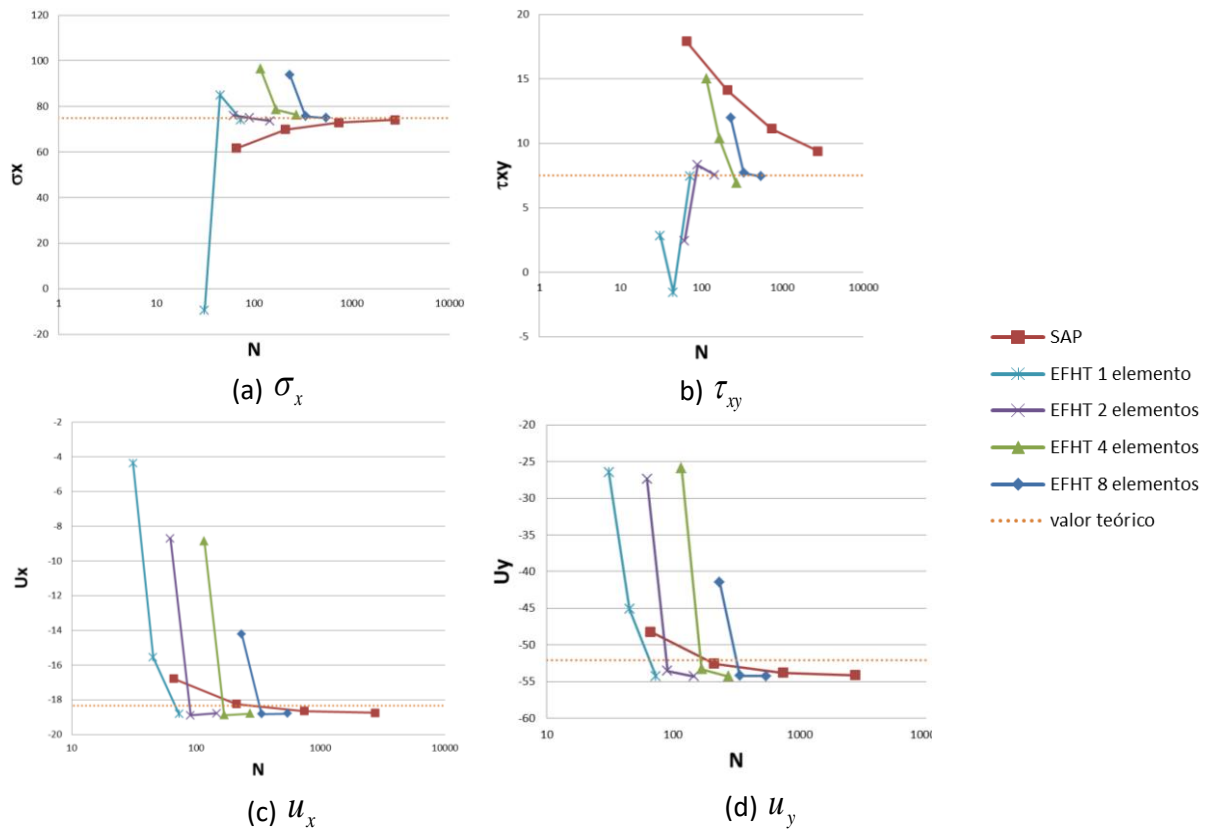 120
100
80
60
40
20
0
-20
1
10
100
1000
10000
σx
N
(a) σx
20
15
10
5
0
-5
1
10
100
1000
10000
τxy
N
b) τxy
SAP
EFHT 1 elemento
EFHT 2 elementos
EFHT 4 elementos
EFHT 8 elementos
valor teórico
-2
-4
-6
-8
-10
-12
-14
-16
-18
-20
10
100
1000
10000
Ux
N
(c) ux
-20
-25
-30
-35
-40
-45
-50
-55
-60
10
100
1000
Uy
N
(d) uy